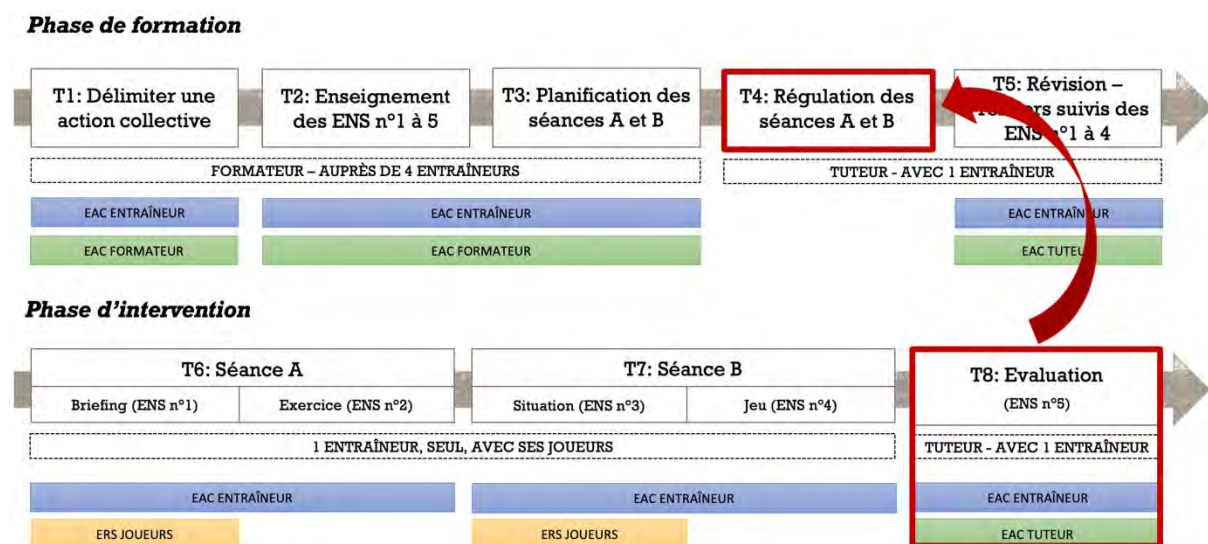 Phase de formation
T1: Délimiter une
action collective
T2: Enseignement
des ENS n°1 à 5
T3: Planification des
séances A et B
T4: Régulation des
séances A et B
T5: Révision –
suivis des
ENS n°1 à 4
FORMATEUR – AUPRÈS DE 4 ENTRAÎNEURS
TUTEUR - AVEC 1 ENTRAÎNEUR
EAC ENTRAÎNEUR
EAC ENTRAÎNEUR
EAC ENTRAÎNEUR
EAC FORMATEUR
EAC FORMATEUR
EAC TUTEUR
Phase d'intervention
T6: Séance A
T7: Séance B
T8: Evaluation
(ENS n°5)
Briefing (ENS n°1)
Exercice (ENS n°2)
Situation (ENS n°3)
Jeu (ENS n°4)
1 ENTRAÎNEUR, SEUL, AVEC SES JOUEURS
TUTEUR - AVEC 1 ENTRAÎNEUR
EAC ENTRAÎNEUR
EAC ENTRAÎNEUR
EAC ENTRAÎNEUR
ERS JOUEURS
ERS JOUEURS
EAC TUTEUR